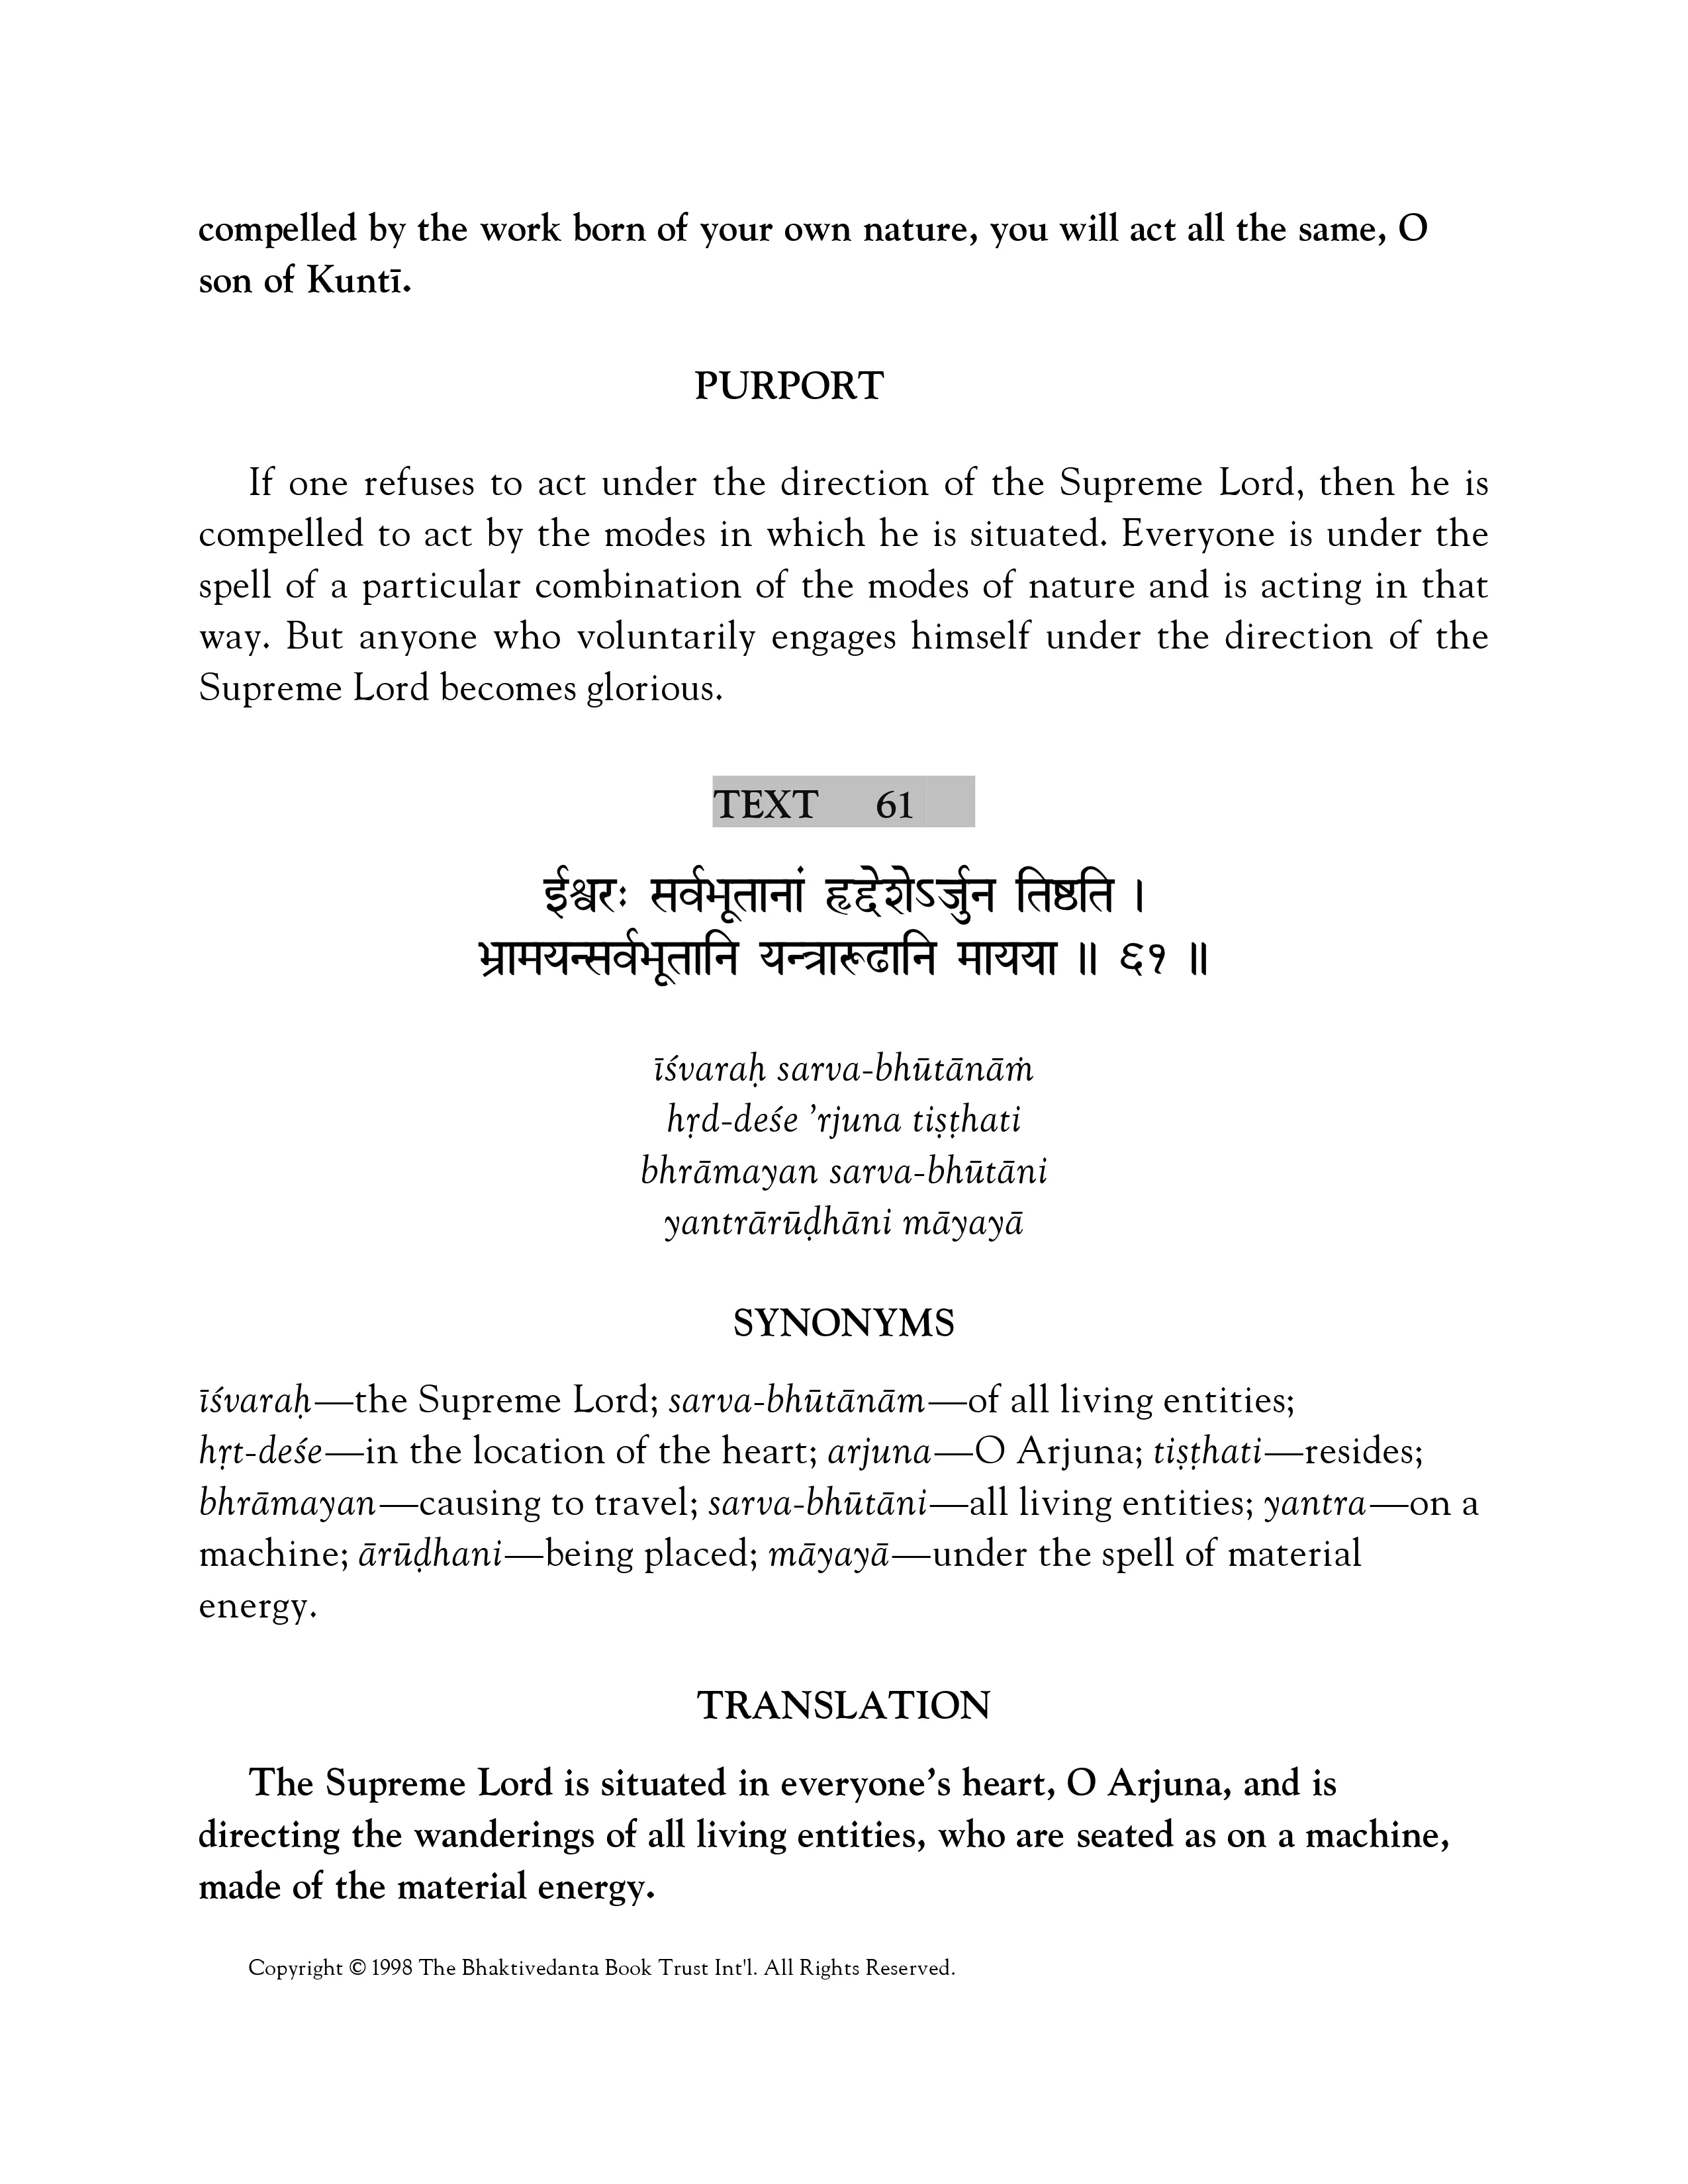 compelled by the work born of your own nature, you will act all the same, O
son of Kuntī.
PURPORT
If one refuses to act under the direction of the Supreme Lord, then he is
compelled to act by the modes in which he is situated. Everyone is under the
spell of a particular combination of the modes of nature and is acting in that
way. But anyone who voluntarily engages himself under the direction of the
Supreme Lord becomes glorious.
TEXT 61
ईश्वरः सर्वभूतानां हृद्देशेऽर्जुन तिष्ठति ।
भ्रामयन्सर्वभूतानि यन्त्रारूढानि मायया ॥ ६१ ॥
īśvaraḥ sarva-bhūtānāṁ
hṛd-deśe ’rjuna tiṣṭhati
bhrāmayan sarva-bhūtāni
yantrārūḍhāni māyayā
SYNONYMS
īśvaraḥ—the Supreme Lord; sarva-bhūtānām—of all living entities;
hṛt-deśe—in the location of the heart; arjuna—O Arjuna; tiṣṭhati—resides;
bhrāmayan—causing to travel; sarva-bhūtāni—all living entities; yantra—on a
machine; ārūḍhani—being placed; māyayā—under the spell of material
energy.
TRANSLATION
The Supreme Lord is situated in everyone’s heart, O Arjuna, and is
directing the wanderings of all living entities, who are seated as on a machine,
made of the material energy.
Copyright © 1998 The Bhaktivedanta Book Trust Int'l. All Rights Reserved.